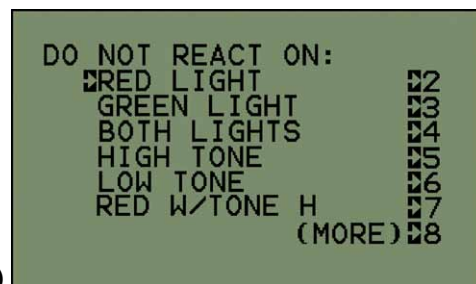 DO NOT REACT ON:
RED LIGHT 2
GREEN LIGHT 3
BOTH LIGHTS 4
HIGH TONE 5
LOW TONE 6
RED W/TONE H 7
(MORE) 8
)